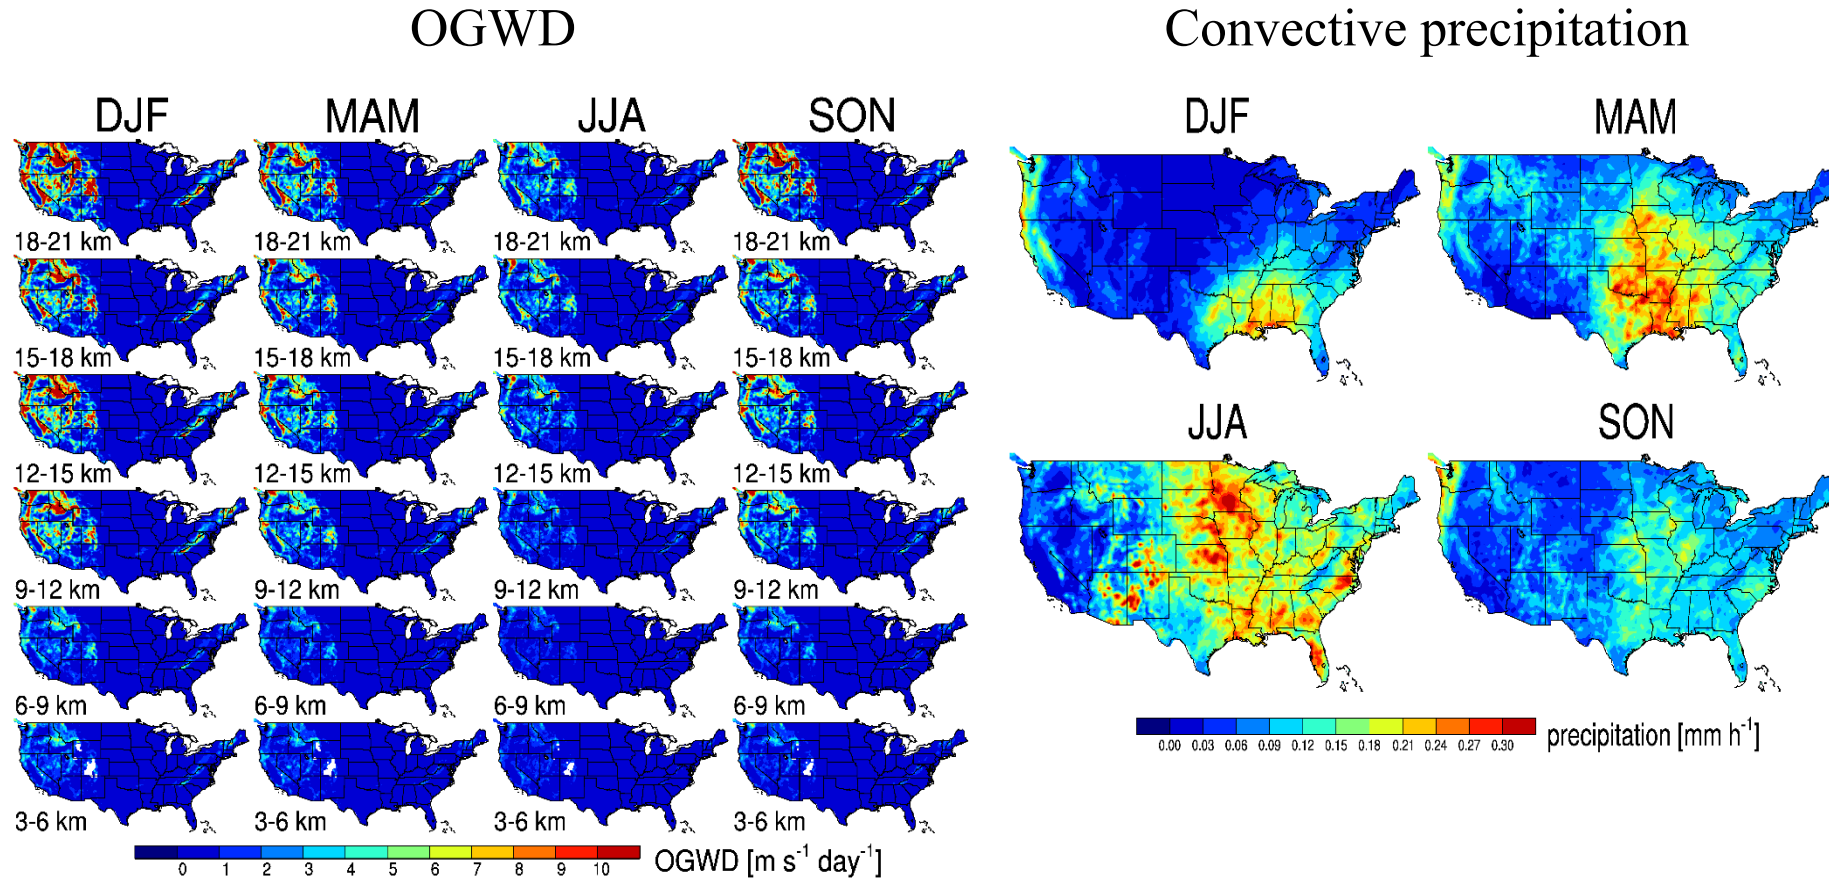 OGWD
Convective precipitation
DJF MAM JJA SON
18-21 km 18-21 km 18-21 km 18-21 km
15-18 km 15-18 km 15-18 km 15-18 km
12-15 km 12-15 km 12-15 km 12-15 km
9-12 km 9-12 km 9-12 km 9-12 km
6-9 km 6-9 km 6-9 km 6-9 km
3-6 km 3-6 km 3-6 km 3-6 km
0 1 2 3 4 5 6 7 8 9 10
OGWD [m s⁻¹ day⁻¹]
DJF MAM
JJA SON
0.00 0.03 0.06 0.09 0.12 0.15 0.18 0.21 0.24 0.27 0.30
precipitation [mm h⁻¹]